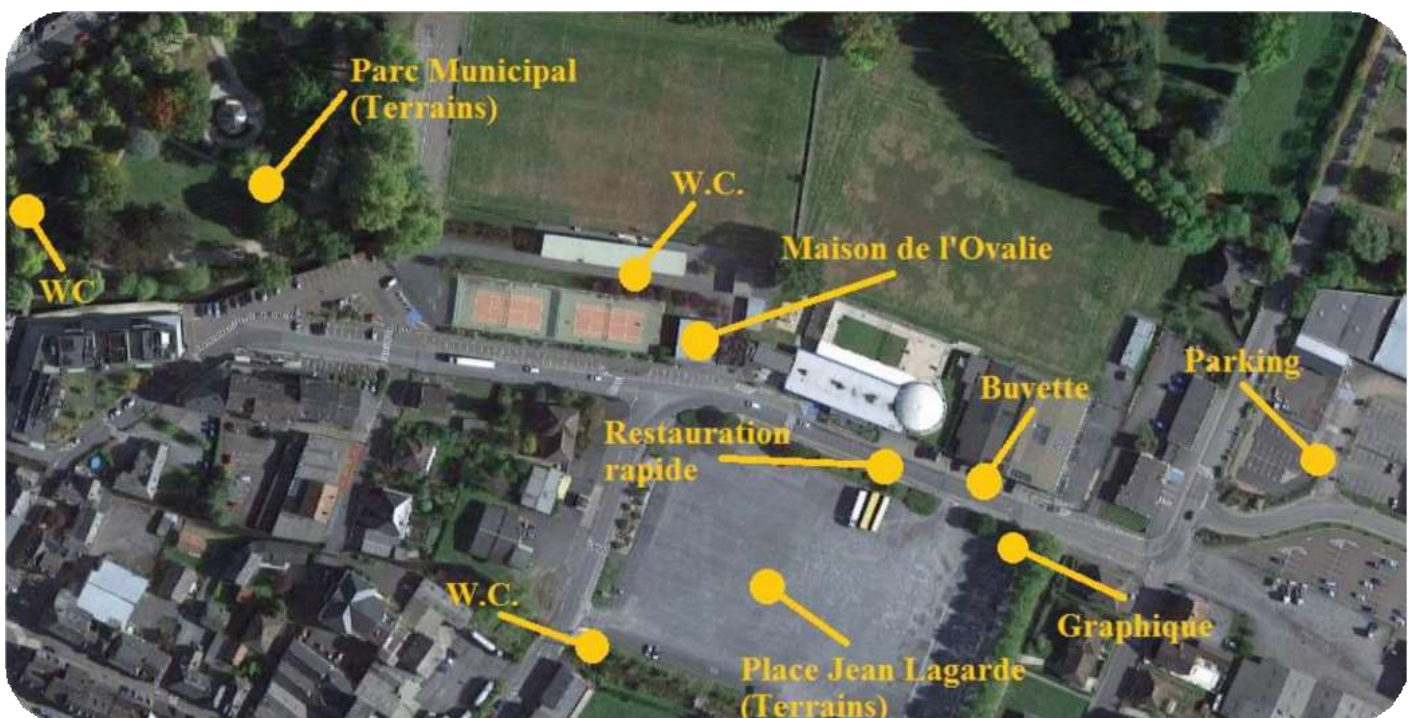 Parc Municipal
(Terrains)
W.C.
Maison de l'Ovalie
WC
Parking
Buvette
Restauration
rapide
W.C.
Graphique
Place Jean Lagarde
(Terrains)